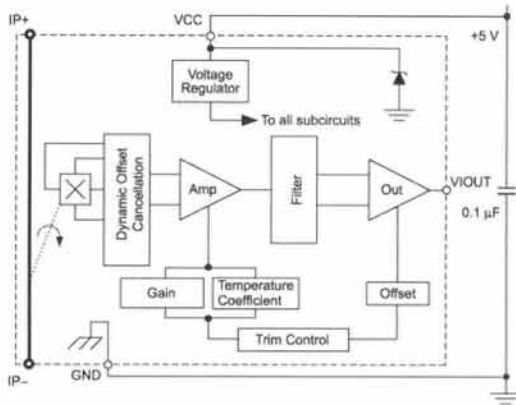 IP+
VCC
+5 V
Voltage
Regulator
To all subcircuits
Dynamic Offset
Cancellation
Amp
Filter
Out
VIOUT
0.1 µF
Gain
Temperature
Coefficient
Offset
Trim Control
GND
IP–